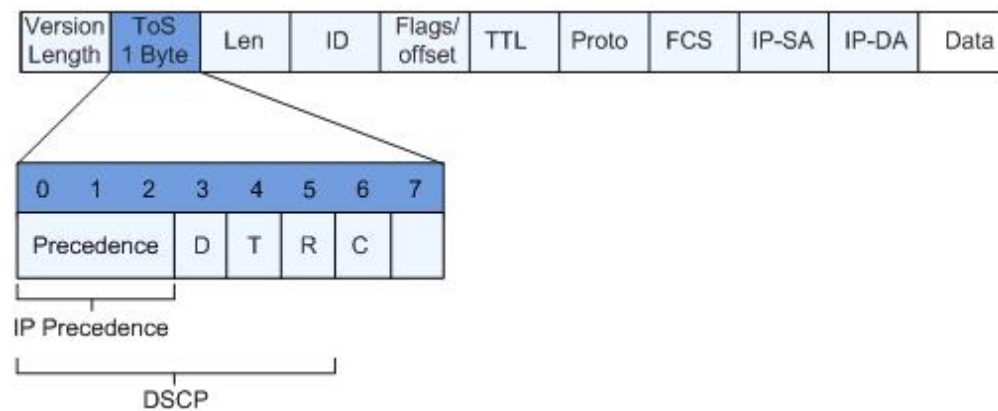 Version Length ToS 1 Byte Len ID Flags/ offset TTL Proto FCS IP-SA IP-DA Data
0 1 2 3 4 5 6 7
Precedence D T R C
IP Precedence
DSCP